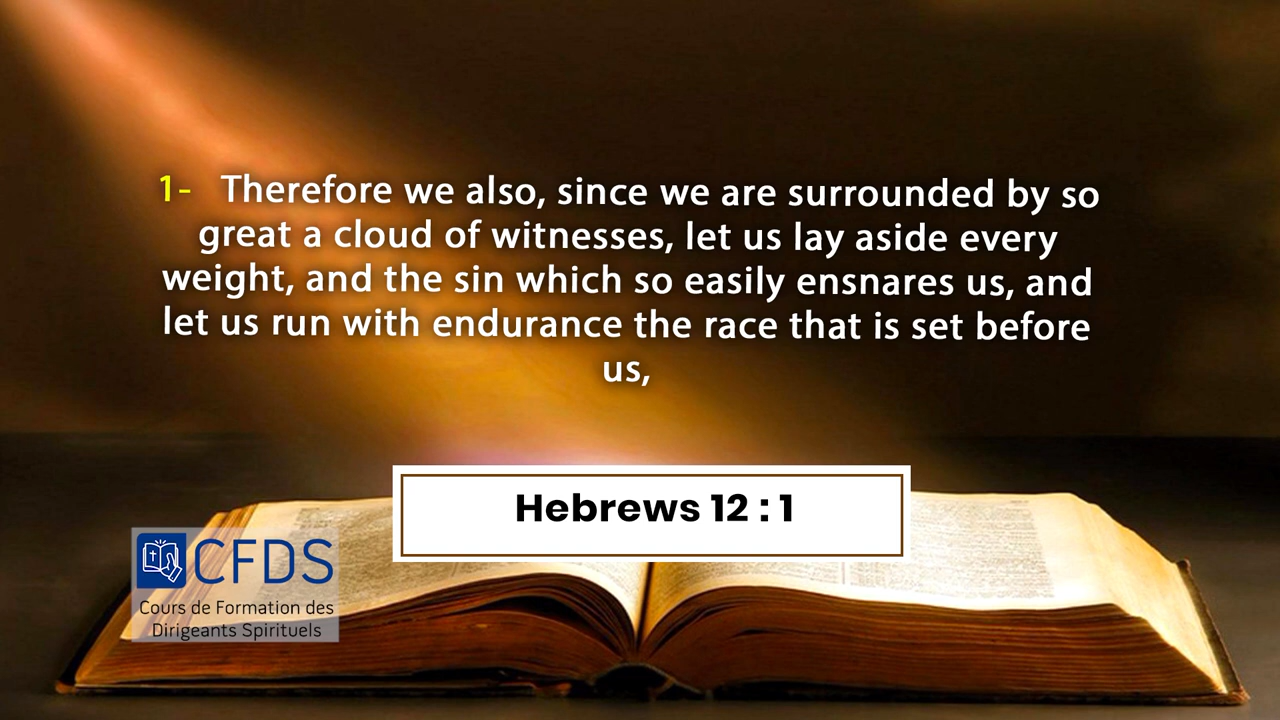 1- Therefore we also, since we are surrounded by so
great a cloud of witnesses, let us lay aside every
weight, and the sin which so easily ensnares us, and
let us run with endurance the race that is set before
us,
Hebrews 12 : 1
CFDS
Cours de Formation des
Dirigeants Spirituels